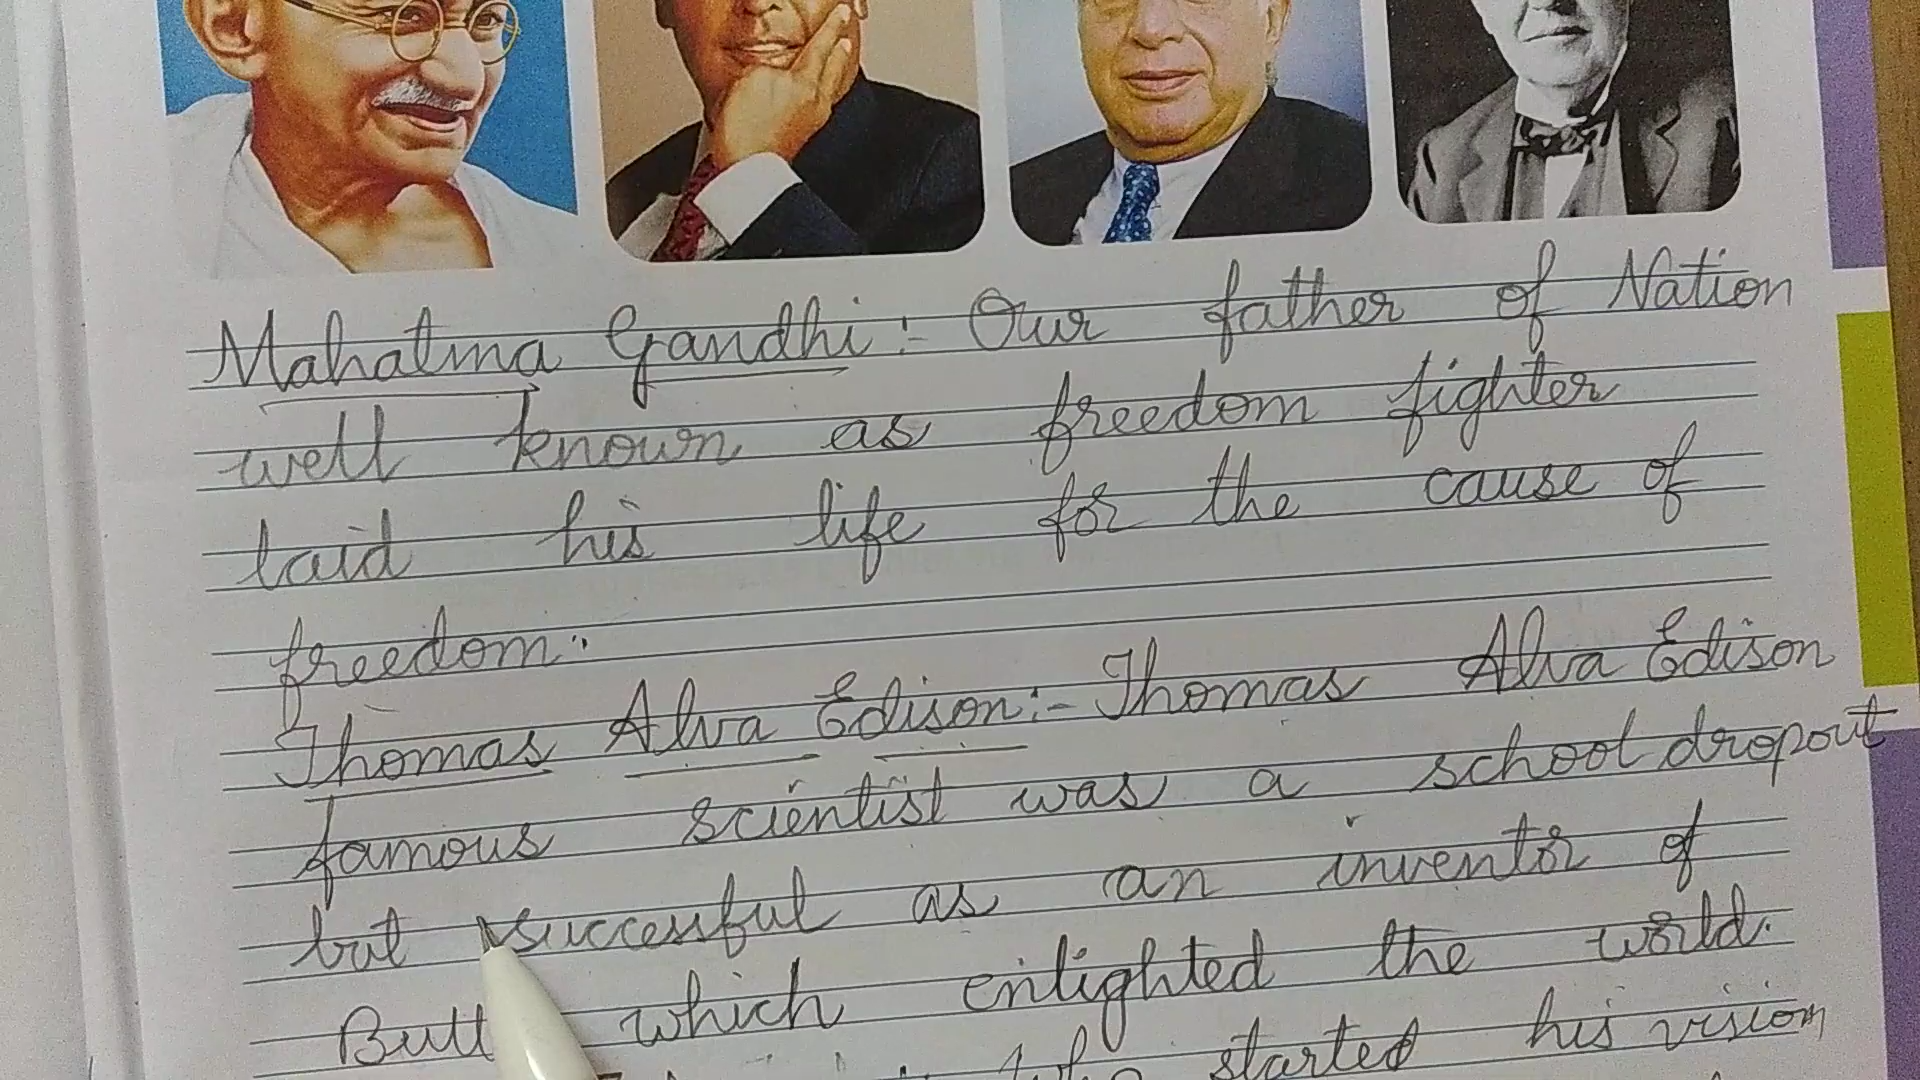 Mahatma Gandhi:- Our father of Nation
well known as freedom fighter
laid his life for the cause of
freedom.
Thomas Alva Edison:- Thomas Alva Edison
famous scientist was a school dropout
but successful as an inventor of
which enlighted the world.
who started his vision